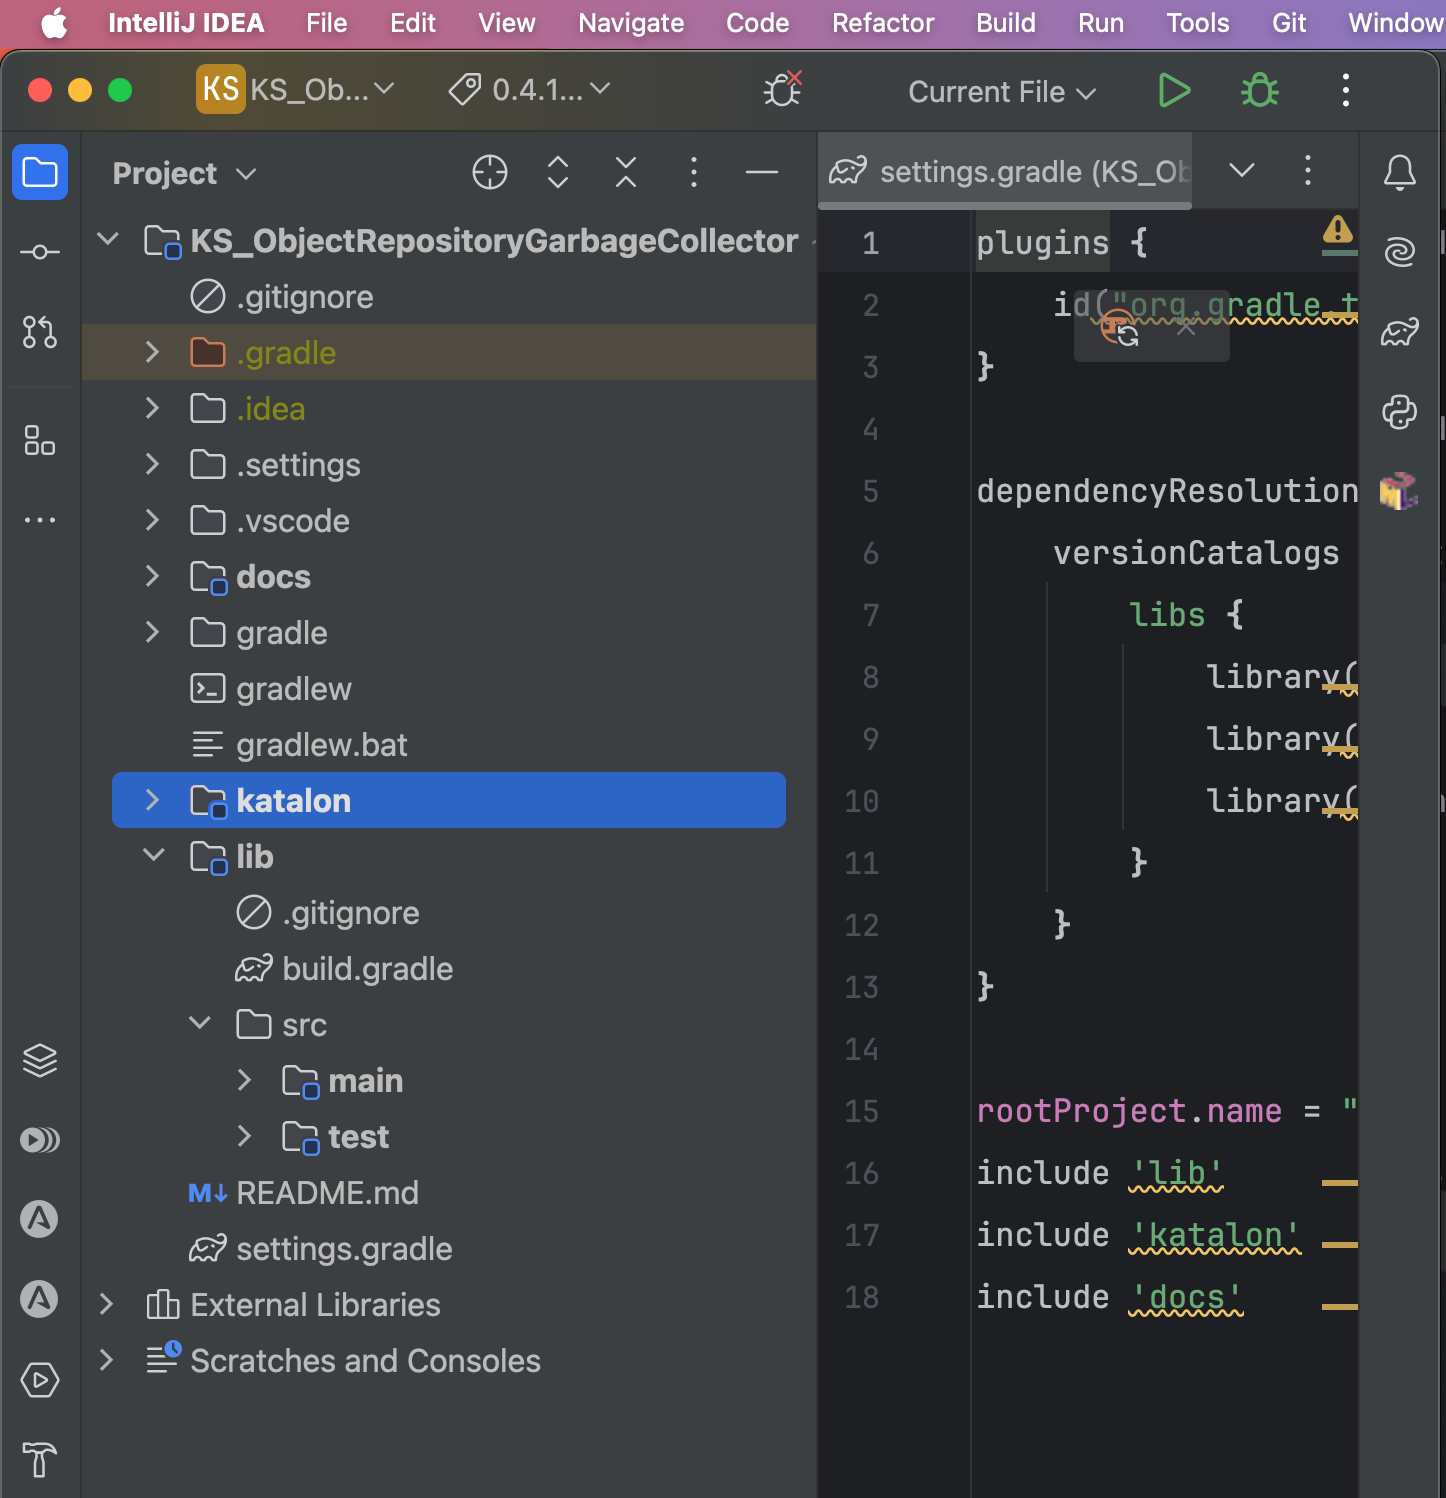 IntelliJ IDEA File Edit View Navigate Code Refactor Build Run Tools Git Window
KS KS_Ob... 0.4.1... Current File
Project
settings.gradle (KS_Ob
KS_ObjectRepositoryGarbageCollector
.gitignore
.gradle
.idea
.settings
.vscode
docs
gradle
gradlew
gradlew.bat
katalon
lib
.gitignore
build.gradle
src
main
test
M↓ README.md
settings.gradle
External Libraries
Scratches and Consoles
1 plugins {
2 id("org.gradle.t
3 }
4
5 dependencyResolution
6 versionCatalogs
7 libs {
8 library(
9 library(
10 library(
11 }
12 }
13 }
14
15 rootProject.name = "
16 include 'lib'
17 include 'katalon'
18 include 'docs'